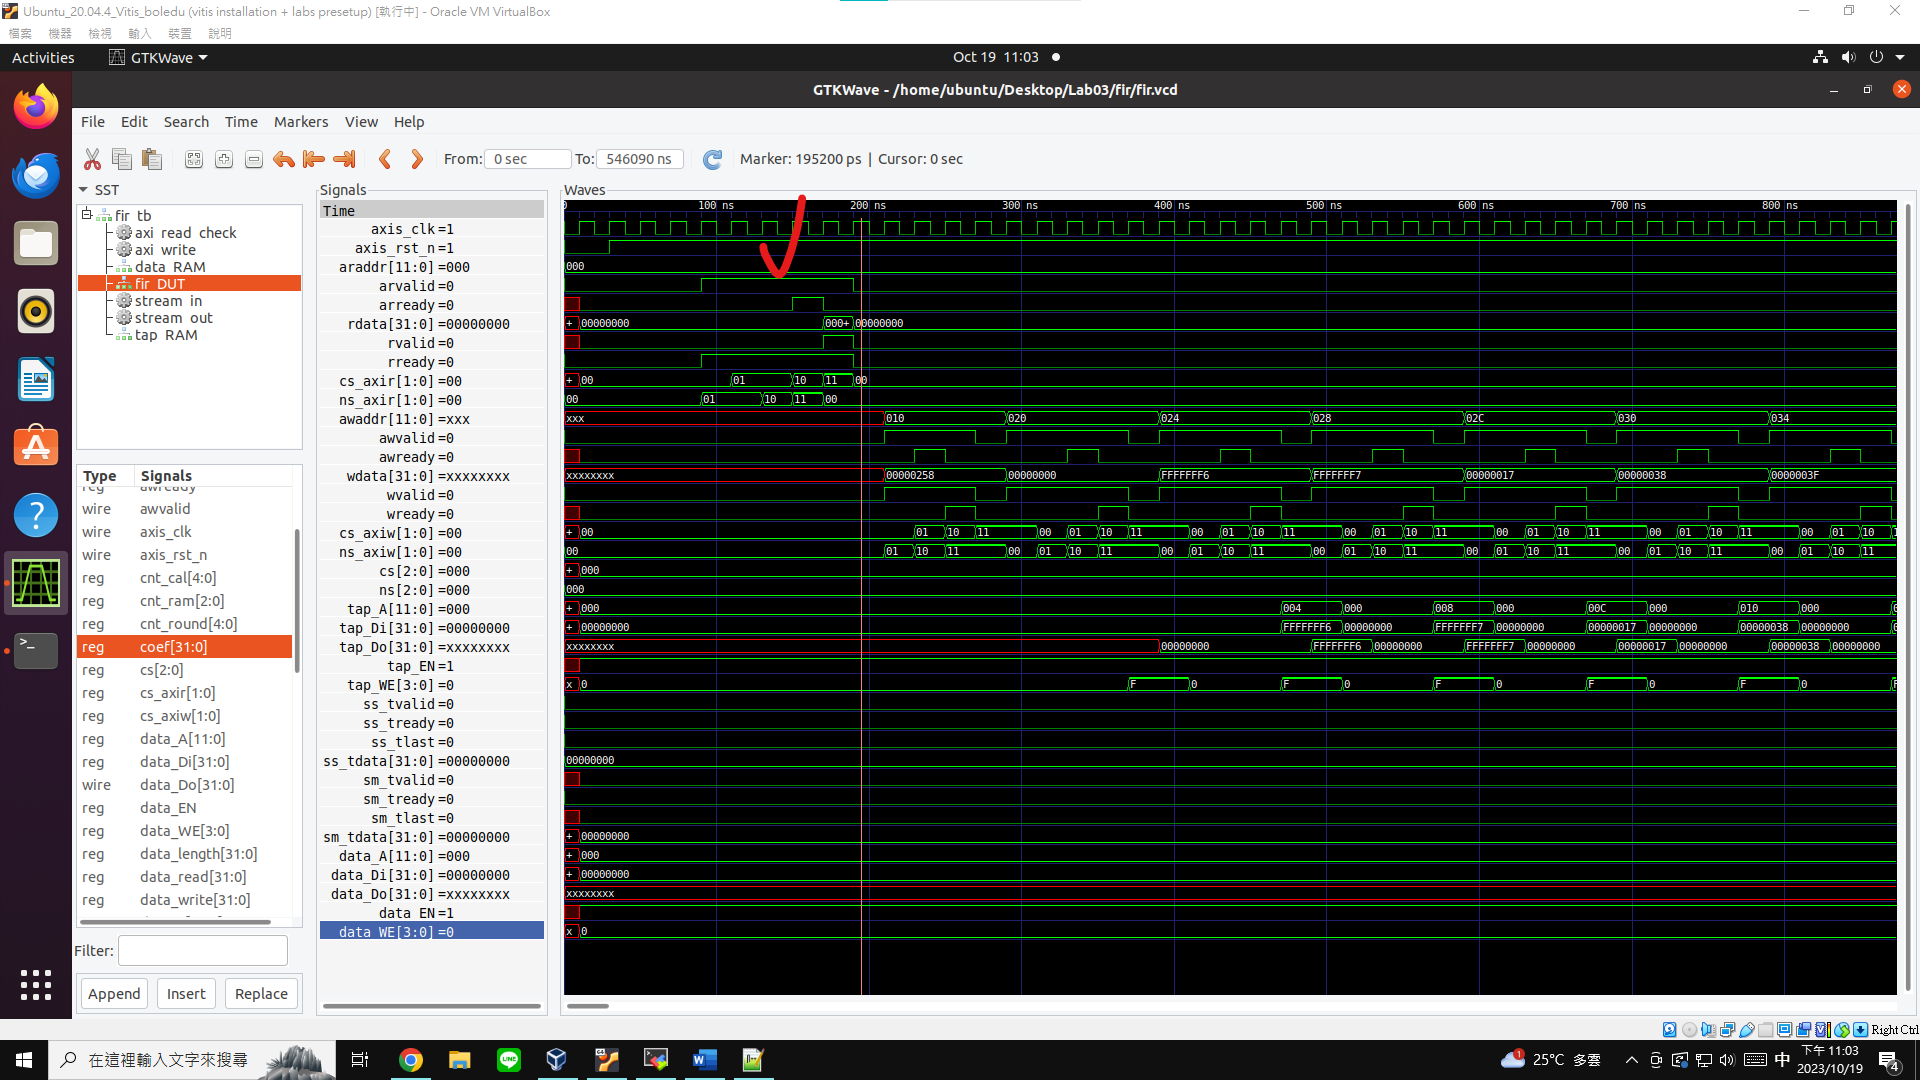 Ubuntu_20.04.4_Vitis_boledu (vitis installation + labs presetup) [執行中] - Oracle VM VirtualBox
檔案 機器 檢視 輸入 裝置 說明
Activities GTKWave Oct 19 11:03
GTKWave - /home/ubuntu/Desktop/Lab03/fir/fir.vcd
File Edit Search Time Markers View Help
From: 0 sec To: 546090 ns Marker: 195200 ps | Cursor: 0 sec
SST
fir_tb
axi_read_check
axi_write
data_RAM
fir_DUT
stream_in
stream_out
tap_RAM
Type Signals
reg awready
wire awvalid
wire axis_clk
wire axis_rst_n
reg cnt_cal[4:0]
reg cnt_ram[2:0]
reg cnt_round[4:0]
reg coef[31:0]
reg cs[2:0]
reg cs_axir[1:0]
reg cs_axiw[1:0]
reg data_A[11:0]
reg data_Di[31:0]
wire data_Do[31:0]
reg data_EN
reg data_WE[3:0]
reg data_length[31:0]
reg data_read[31:0]
reg data_write[31:0]
Filter:
Append Insert Replace
Signals
Time
axis_clk=1
axis_rst_n=1
araddr[11:0]=000
arvalid=0
arready=0
rdata[31:0]=00000000
rvalid=0
rready=0
cs_axir[1:0]=00
ns_axir[1:0]=00
awaddr[11:0]=xxx
awvalid=0
awready=0
wdata[31:0]=xxxxxxxx
wvalid=0
wready=0
cs_axiw[1:0]=00
ns_axiw[1:0]=00
cs[2:0]=000
ns[2:0]=000
tap_A[11:0]=000
tap_Di[31:0]=00000000
tap_Do[31:0]=xxxxxxxx
tap_EN=1
tap_WE[3:0]=0
ss_tvalid=0
ss_tready=0
ss_tlast=0
ss_tdata[31:0]=00000000
sm_tvalid=0
sm_tready=0
sm_tlast=0
sm_tdata[31:0]=00000000
data_A[11:0]=000
data_Di[31:0]=00000000
data_Do[31:0]=xxxxxxxx
data_EN=1
data_WE[3:0]=0
Waves
0 100 ns 200 ns 300 ns 400 ns 500 ns 600 ns 700 ns 800 ns
000
+ 00000000 000+ 00000000
+ 00 01 10 11 00
00 01 10 11 00
xxx 010 020 024 028 02C 030 034
xxxxxxxx 00000258 00000000 FFFFFFF6 FFFFFFF7 00000017 00000038 0000003F
+ 00 01 10 11 00 01 10 11 00 01 10 11 00 01 10 11 00 01 10 11 00 01 10 11 00 01 10 1
00 01 10 11 00 01 10 11 00 01 10 11 00 01 10 11 00 01 10 11 00 01 10 11 00 01 10 11
+ 000
000
+ 000 004 000 008 000 00C 000 010 000
+ 00000000 FFFFFFF6 00000000 FFFFFFF7 00000000 00000017 00000000 00000038 00000000
xxxxxxxx 00000000 FFFFFFF6 00000000 FFFFFFF7 00000000 00000017 00000000 00000038 00000000
x 0 F 0 F 0 F 0 F 0 F 0 F
00000000
+ 00000000
+ 000
+ 00000000
xxxxxxxx
x 0
Right Ctrl
在這裡輸入文字來搜尋
25°C 多雲
中
下午 11:03
2023/10/19
4